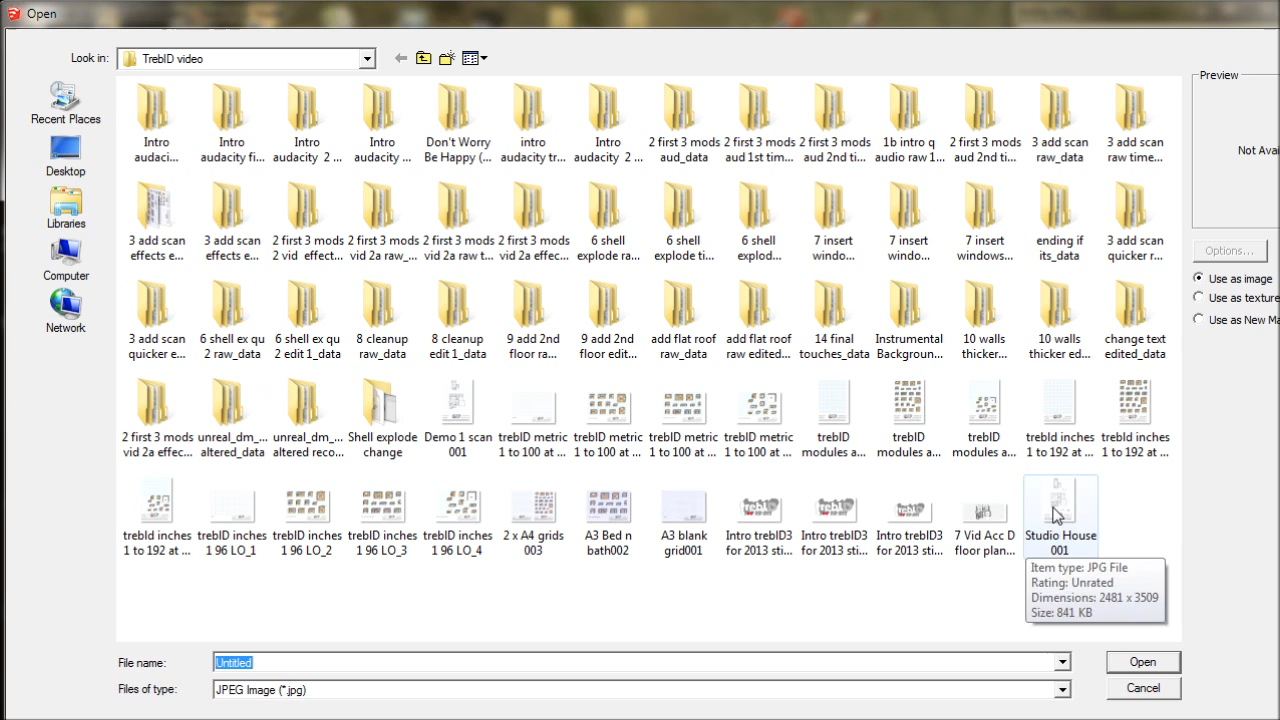 Open
Look in:
TrebID video
Preview
Recent Places
Desktop
Libraries
Computer
Network
Intro
audaci...
Intro
audacity fi...
Intro
audacity 2 ...
Intro
audacity ...
Don't Worry
Be Happy (...
intro
audacity tr...
Intro
audacity 2 ...
2 first 3 mods
aud_data
2 first 3 mods
aud 1st tim...
2 first 3 mods
aud 2nd ti...
1b intro q
audio raw 1...
2 first 3 mods
aud 2nd ti...
3 add scan
raw_data
3 add scan
raw time...
Not Avai
3 add scan
effects e...
3 add scan
effects e...
2 first 3 mods
2 vid effect...
2 first 3 mods
vid 2a raw_...
2 first 3 mods
vid 2a raw t...
2 first 3 mods
vid 2a effec...
6 shell
explode ra...
6 shell
explode ti...
6 shell
explod...
7 insert
windo...
7 insert
windo...
7 insert
windows...
ending if
its_data
3 add scan
quicker r...
Options...
Use as image
Use as texture
Use as New Ma
3 add scan
quicker e...
6 shell ex qu
2 raw_data
6 shell ex qu
2 edit 1_data
8 cleanup
raw_data
8 cleanup
edit 1_data
9 add 2nd
floor ra...
9 add 2nd
floor edit...
add flat roof
raw_data
add flat roof
raw edited...
14 final
touches_data
Instrumental
Backgroun...
10 walls
thicker...
10 walls
thicker ed...
change text
edited_data
2 first 3 mods
vid 2a effec...
unreal_dm_...
altered_data
unreal_dm_...
altered reco...
Shell explode
change
Demo 1 scan
001
trebID metric
1 to 100 at ...
trebID metric
1 to 100 at ...
trebID metric
1 to 100 at ...
trebID metric
1 to 100 at ...
trebID
modules a...
trebID
modules a...
trebID
modules a...
trebId inches
1 to 192 at ...
trebId inches
1 to 192 at ...
trebId inches
1 to 192 at ...
trebID inches
1 96 LO_1
trebID inches
1 96 LO_2
trebID inches
1 96 LO_3
trebID inches
1 96 LO_4
2 x A4 grids
003
A3 Bed n
bath002
A3 blank
grid001
Intro trebID3
for 2013 sti...
Intro trebID3
for 2013 sti...
Intro trebID3
for 2013 sti...
7 Vid Acc D
floor plan...
Studio House
001
Item type: JPG File
Rating: Unrated
Dimensions: 2481 x 3509
Size: 841 KB
File name:
Untitled
Open
Files of type:
JPEG Image (*.jpg)
Cancel